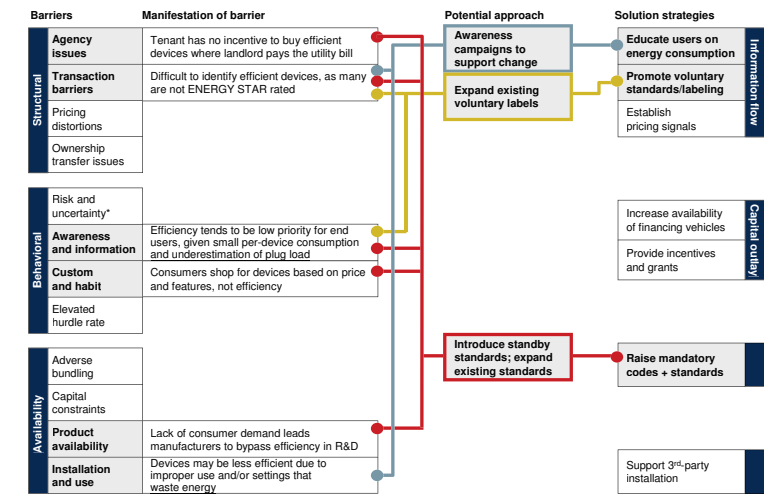 Barriers
Manifestation of barrier
Potential approach
Solution strategies
Structural
Agency
issues
Tenant has no incentive to buy efficient
devices where landlord pays the utility bill
Transaction
barriers
Difficult to identify efficient devices, as many
are not ENERGY STAR rated
Pricing
distortions
Ownership
transfer issues
Behavioral
Risk and
uncertainty*
Awareness
and information
Efficiency tends to be low priority for end
users, given small per-device consumption
and underestimation of plug load
Custom
and habit
Consumers shop for devices based on price
and features, not efficiency
Elevated
hurdle rate
Availability
Adverse
bundling
Capital
constraints
Product
availability
Lack of consumer demand leads
manufacturers to bypass efficiency in R&D
Installation
and use
Devices may be less efficient due to
improper use and/or settings that
waste energy
Awareness
campaigns to
support change
Expand existing
voluntary labels
Introduce standby
standards; expand
existing standards
Educate users on
energy consumption
Promote voluntary
standards/labeling
Establish
pricing signals
Information flow
Increase availability
of financing vehicles
Provide incentives
and grants
Capital outlay
Raise mandatory
codes + standards
Support 3rd-party
installation